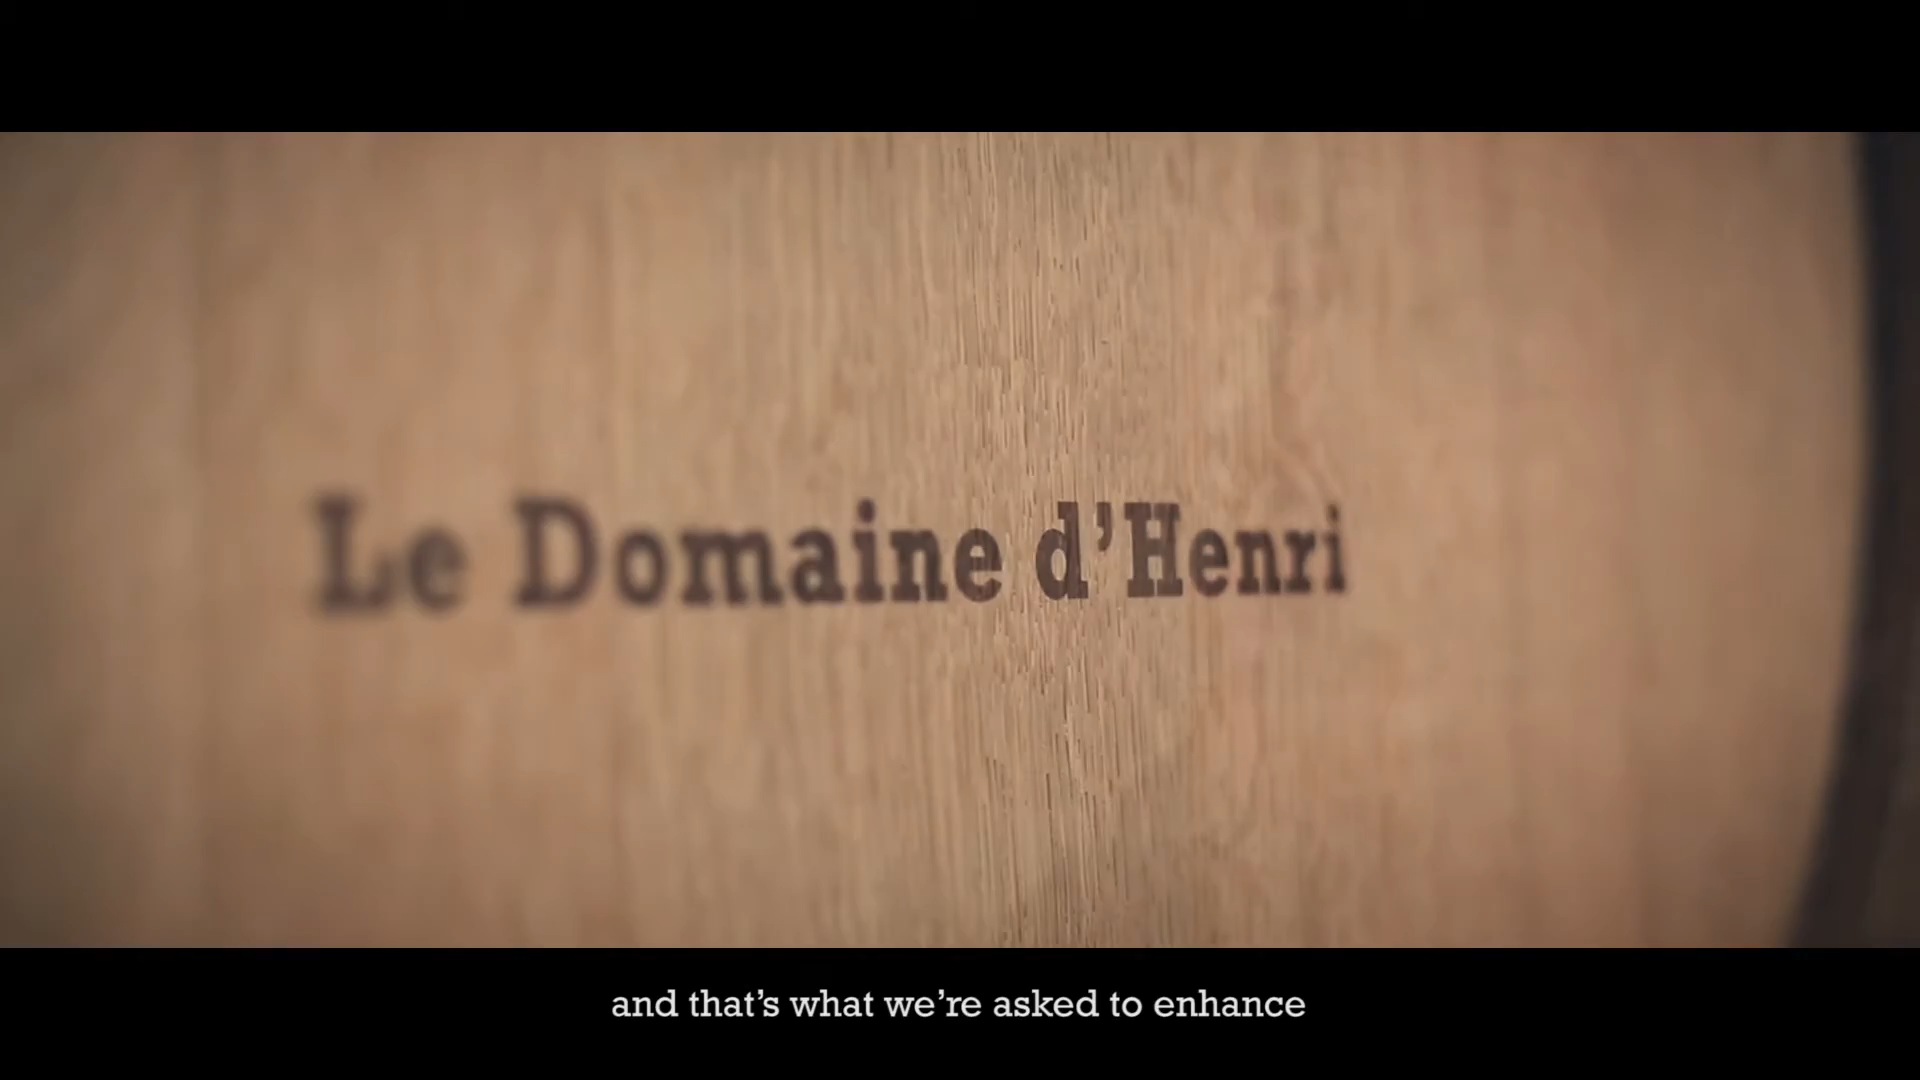 Le Domaine d’Henri
and that’s what we’re asked to enhance